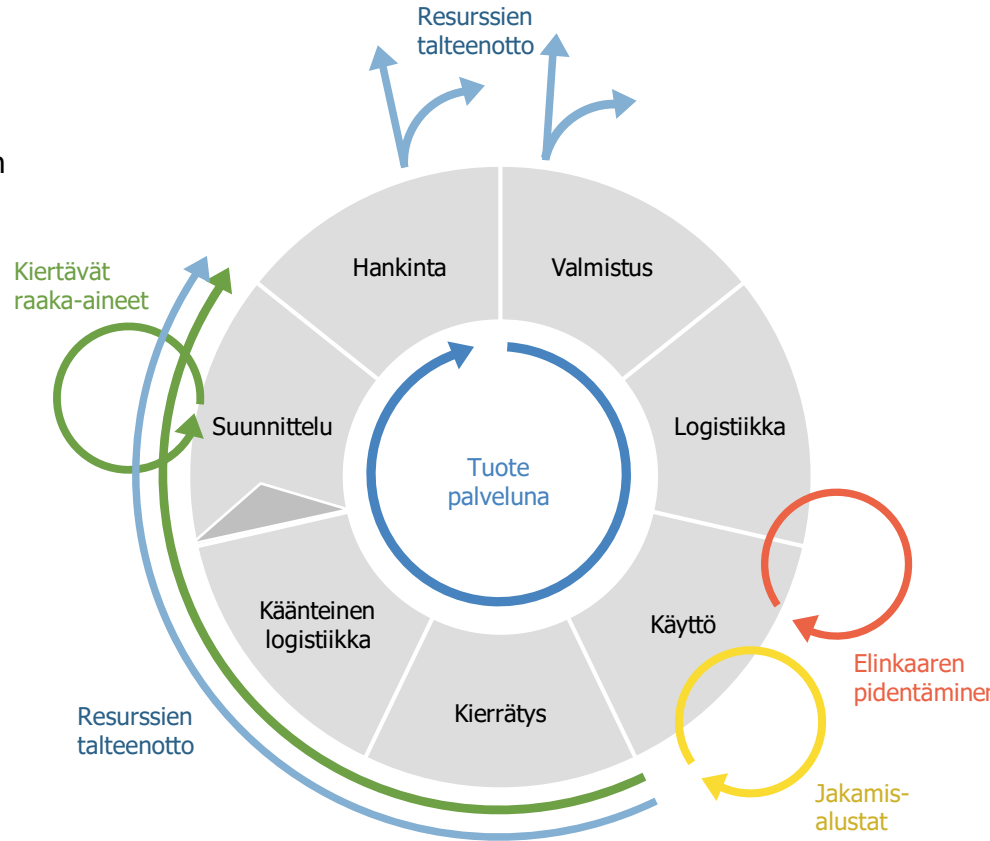 Resurssien
talteenotto
n
Hankinta
Valmistus
Kiertävät
raaka-aineet
Suunnittelu
Logistiikka
Tuote
palveluna
Käänteinen
logistiikka
Käyttö
Elinkaaren
pidentäminen
Kierrätys
Resurssien
talteenotto
Jakamis-
alustat